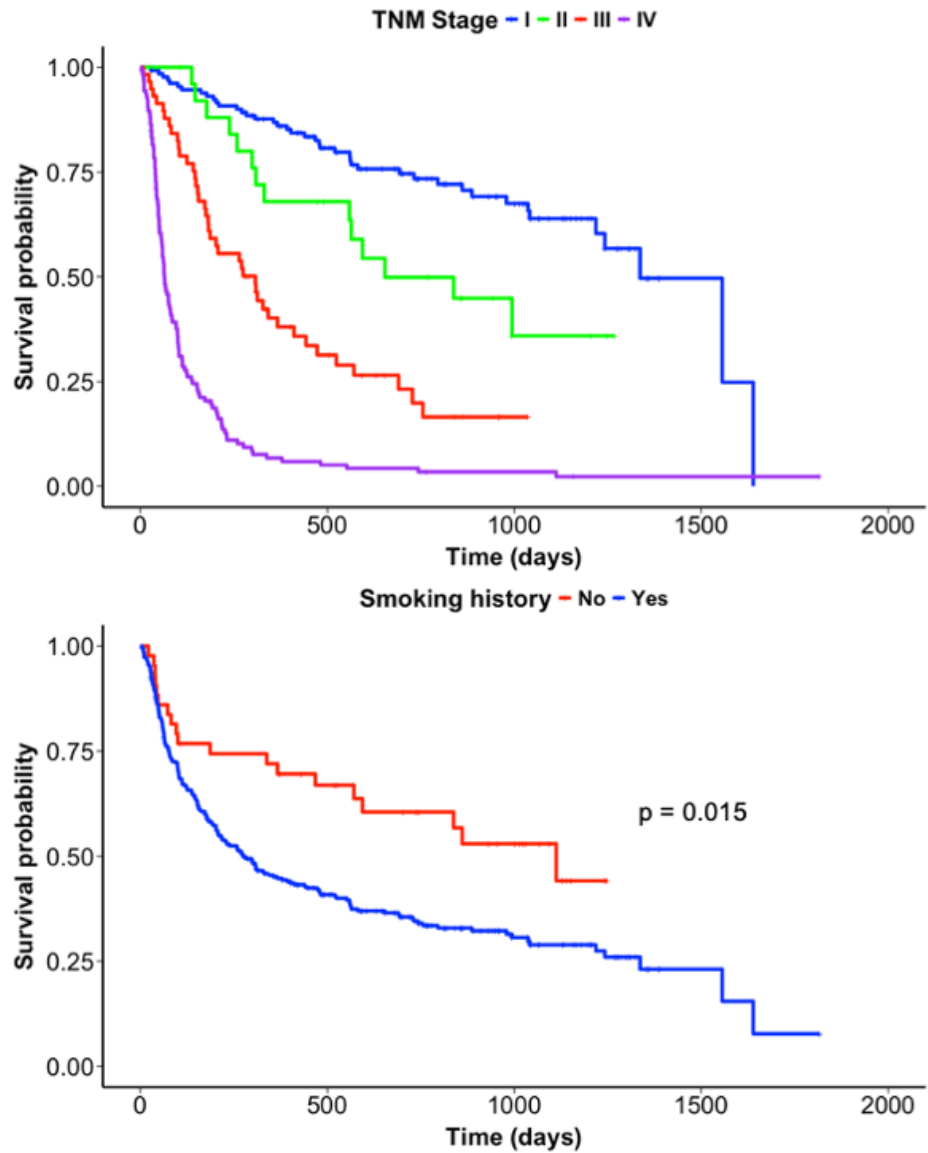 TNM Stage I II III IV
1.00
0.75
0.50
0.25
0.00
Survival probability
0 500 1000 1500 2000
Time (days)
Smoking history No Yes
1.00
0.75
0.50
0.25
0.00
Survival probability
p = 0.015
0 500 1000 1500 2000
Time (days)